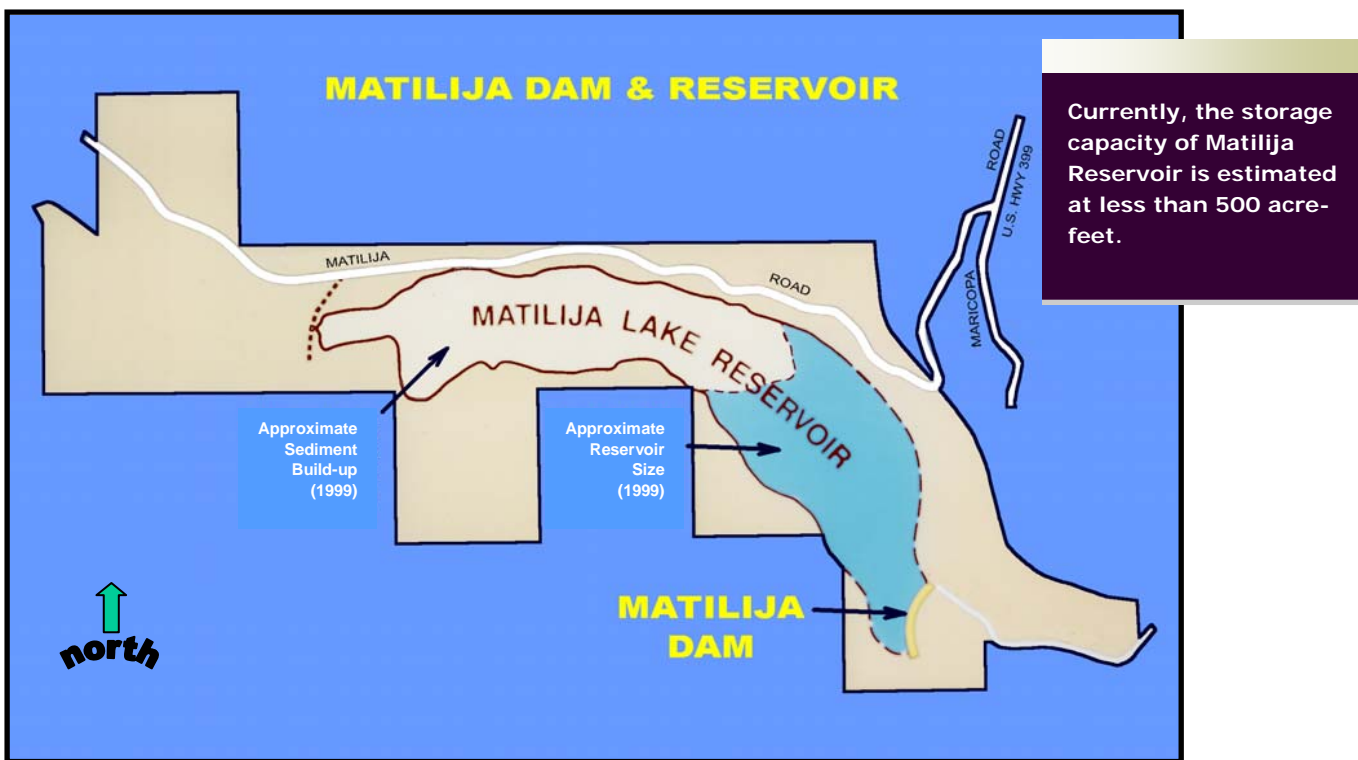 MATILIJA DAM & RESERVOIR
Currently, the storage
capacity of Matilija
Reservoir is estimated
at less than 500 acre-
feet.
ROAD
U.S. HWY 399
MARICOPA
MATILIJA
ROAD
MATILIJA LAKE RESERVOIR
Approximate
Sediment
Build-up
(1999)
Approximate
Reservoir
Size
(1999)
MATILIJA
DAM
north